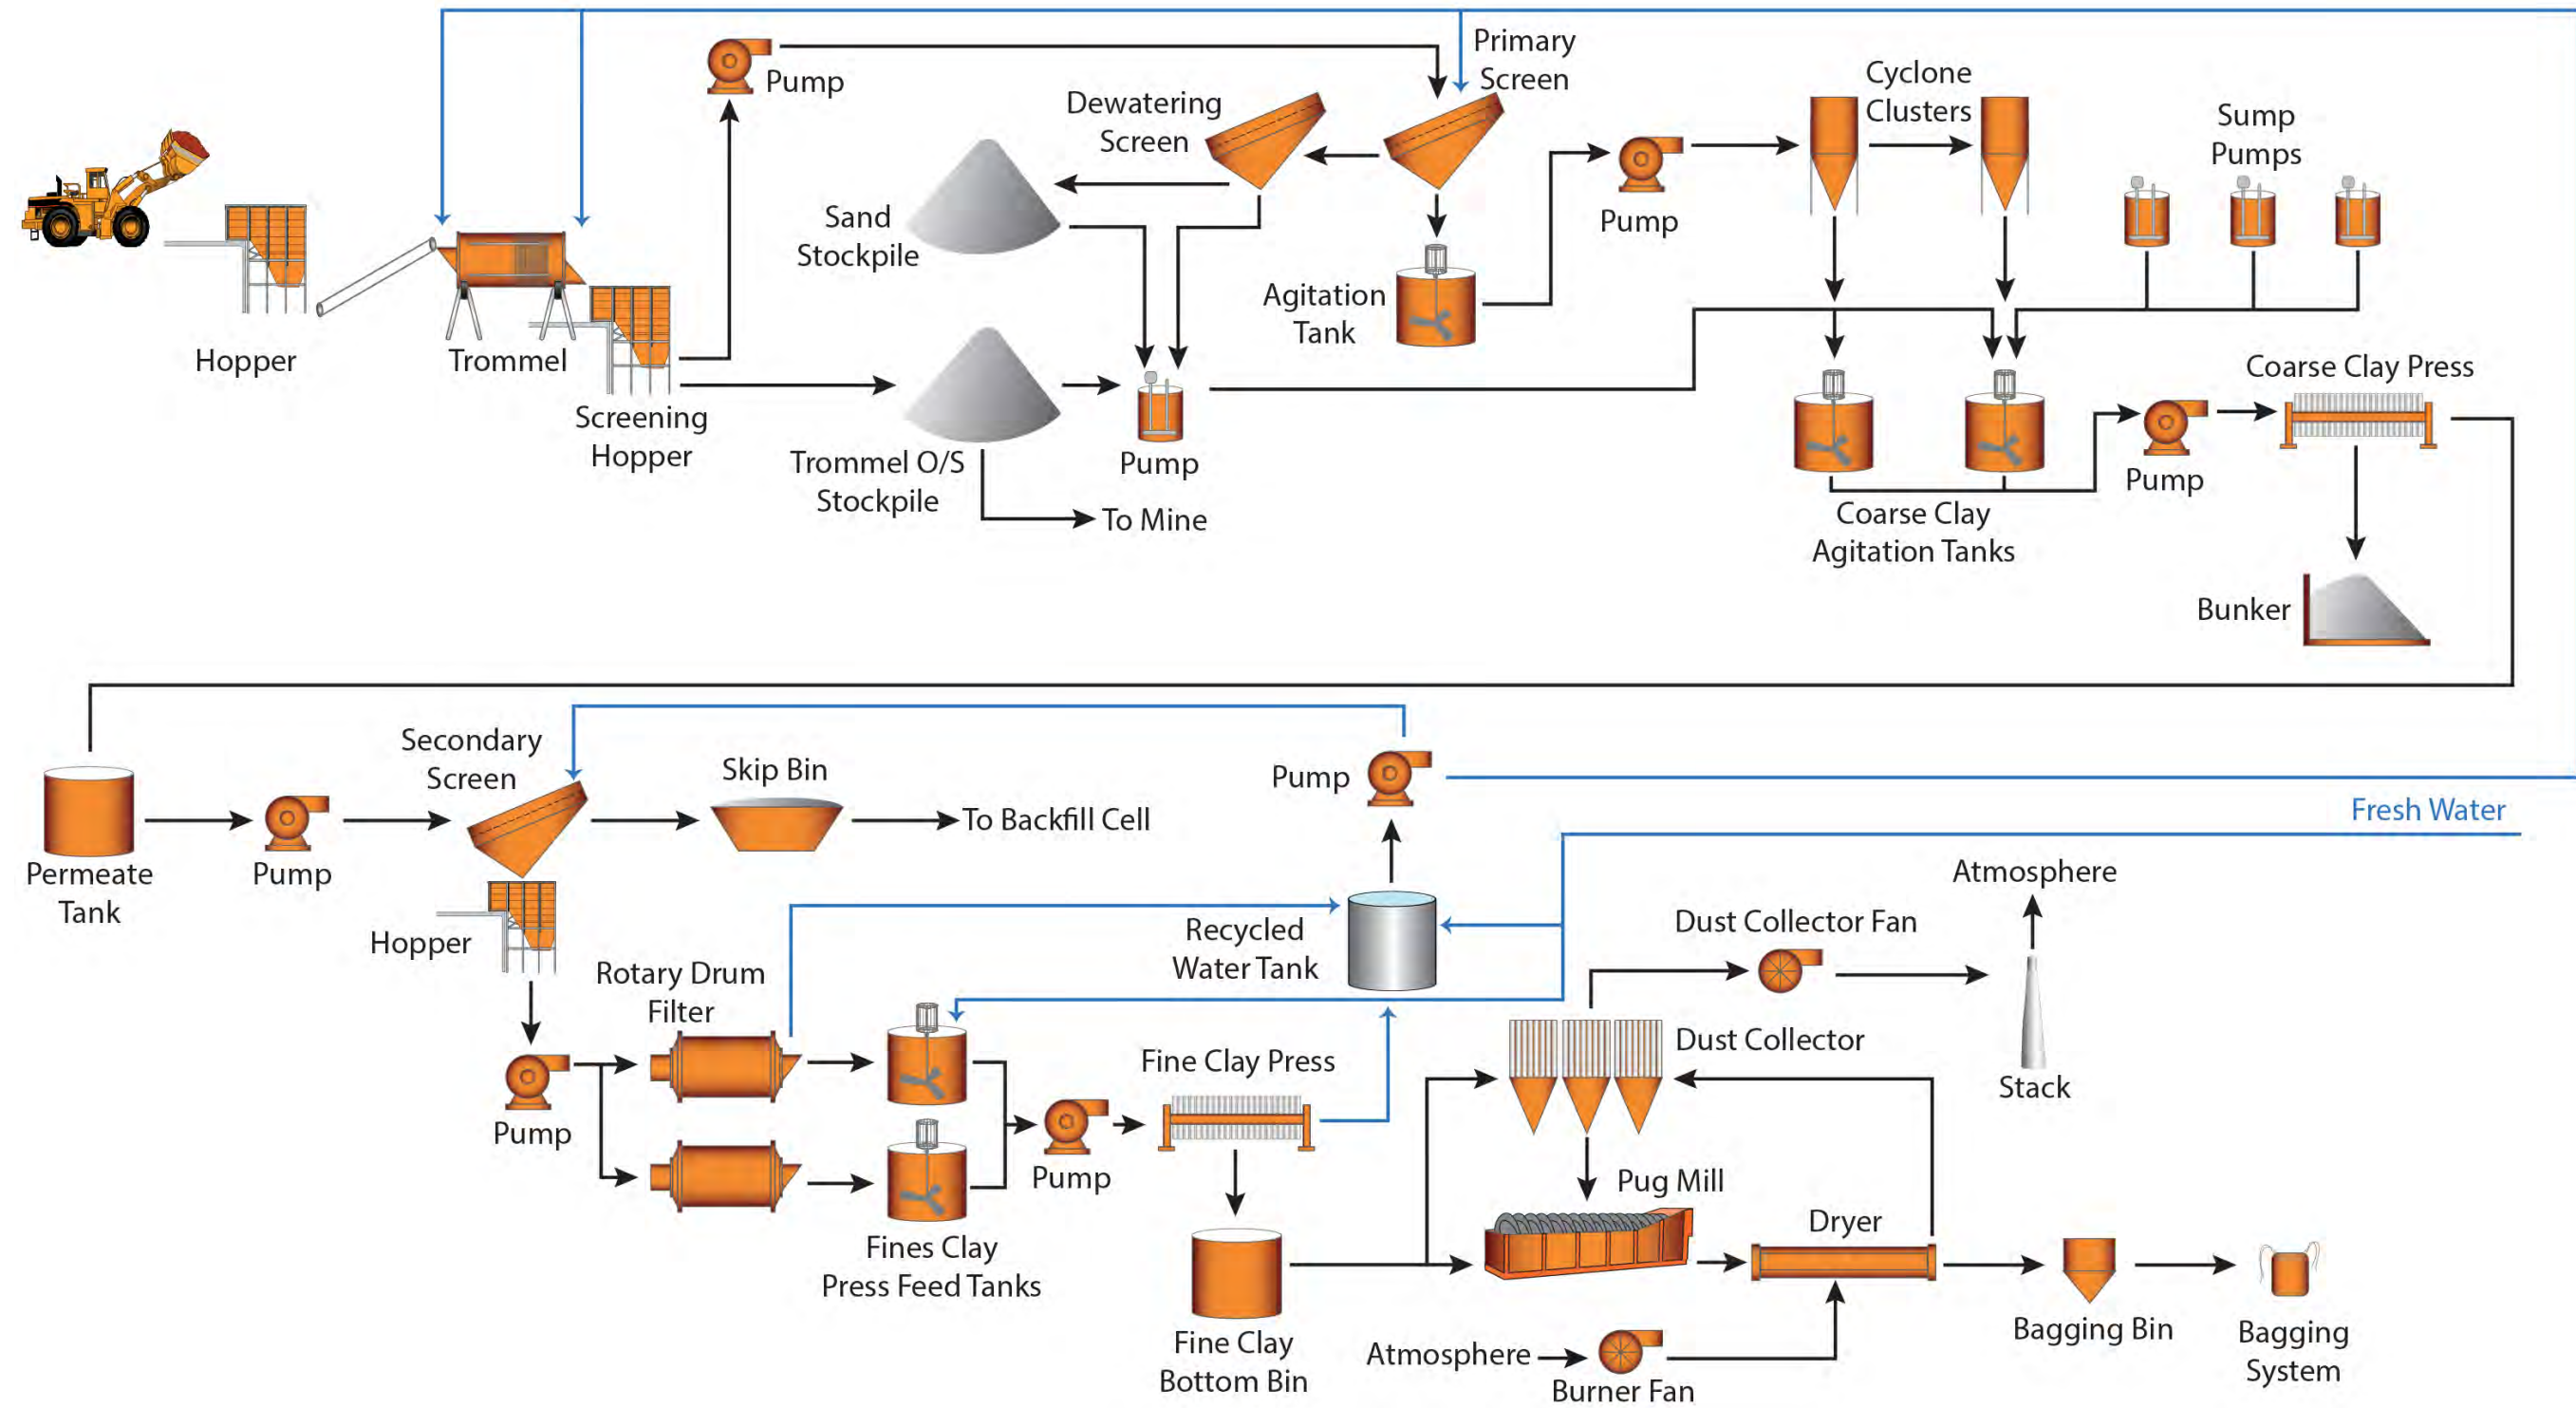 Pump
Primary
Screen
Dewatering
Screen
Cyclone
Clusters
Sump
Pumps
Sand
Stockpile
Pump
Agitation
Tank
Hopper
Trommel
Screening
Hopper
Trommel O/S
Stockpile
Pump
To Mine
Coarse Clay Press
Pump
Coarse Clay
Agitation Tanks
Bunker
Secondary
Screen
Skip Bin
Pump
To Backfill Cell
Fresh Water
Permeate
Tank
Pump
Hopper
Recycled
Water Tank
Atmosphere
Dust Collector Fan
Rotary Drum
Filter
Fine Clay Press
Dust Collector
Stack
Pump
Pump
Pug Mill
Dryer
Fines Clay
Press Feed Tanks
Fine Clay
Bottom Bin
Atmosphere
Burner Fan
Bagging Bin
Bagging
System